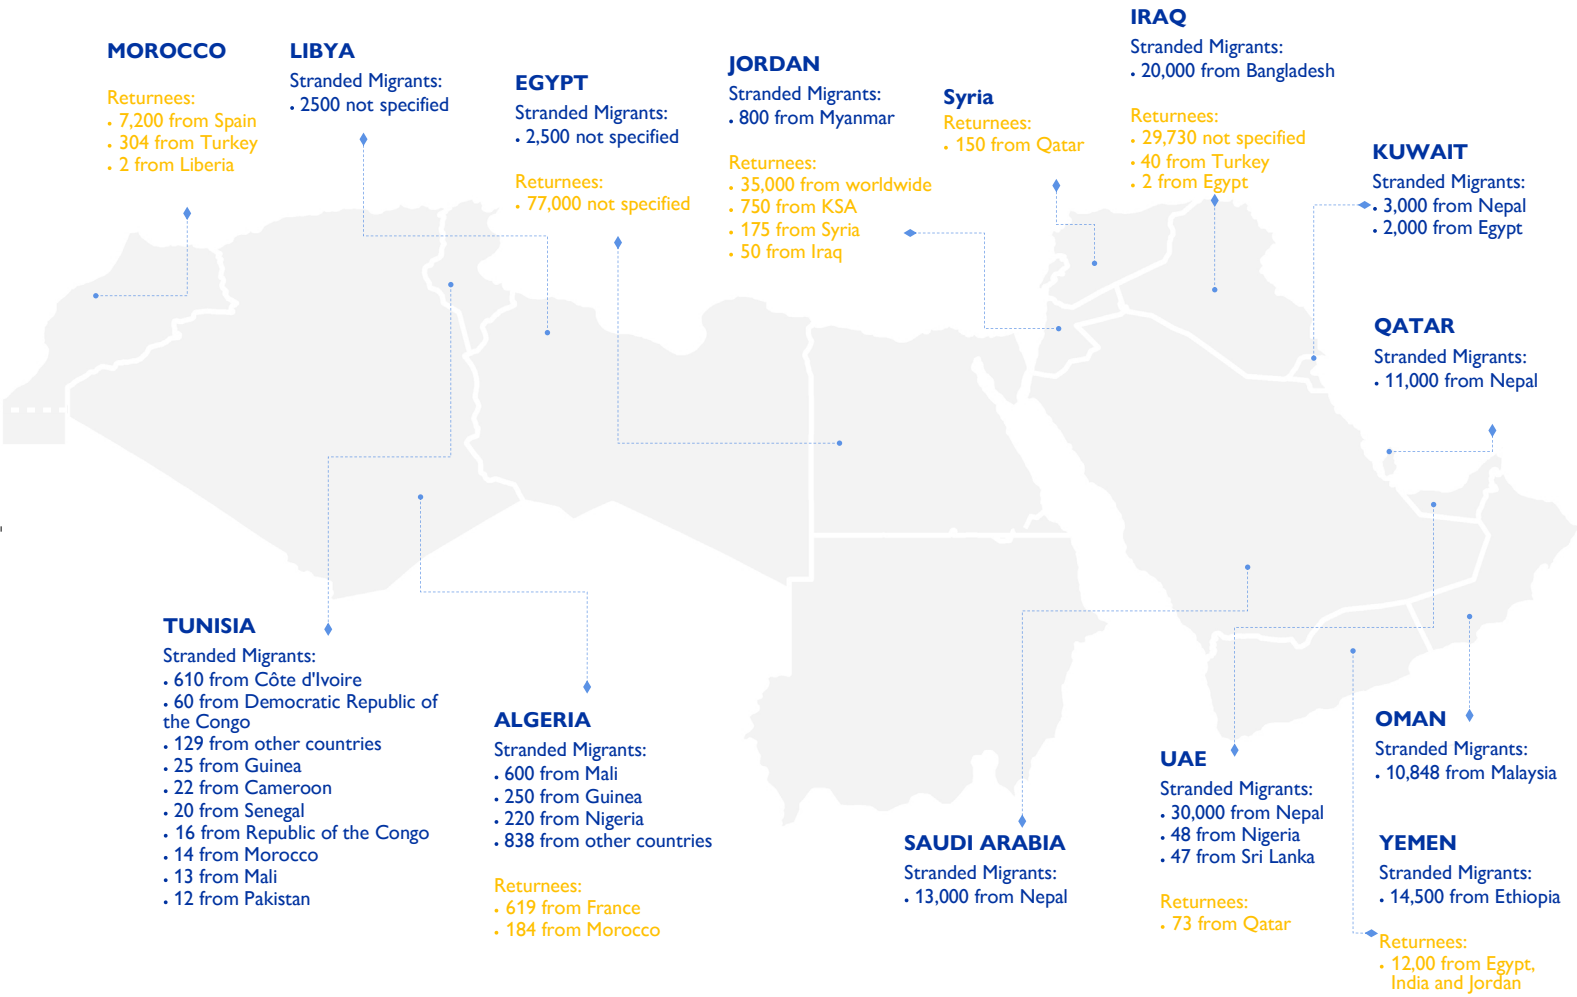 MOROCCO
Returnees:
• 7,200 from Spain
• 304 from Turkey
• 2 from Liberia
LIBYA
Stranded Migrants:
• 2500 not specified
EGYPT
Stranded Migrants:
• 2,500 not specified
Returnees:
• 77,000 not specified
JORDAN
Stranded Migrants:
• 800 from Myanmar
Returnees:
• 35,000 from worldwide
• 750 from KSA
• 175 from Syria
• 50 from Iraq
Syria
Returnees:
• 150 from Qatar
IRAQ
Stranded Migrants:
• 20,000 from Bangladesh
Returnees:
• 29,730 not specified
• 40 from Turkey
• 2 from Egypt
KUWAIT
Stranded Migrants:
• 3,000 from Nepal
• 2,000 from Egypt
QATAR
Stranded Migrants:
• 11,000 from Nepal
TUNISIA
Stranded Migrants:
• 610 from Côte d'Ivoire
• 60 from Democratic Republic of
the Congo
• 129 from other countries
• 25 from Guinea
• 22 from Cameroon
• 20 from Senegal
• 16 from Republic of the Congo
• 14 from Morocco
• 13 from Mali
• 12 from Pakistan
ALGERIA
Stranded Migrants:
• 600 from Mali
• 250 from Guinea
• 220 from Nigeria
• 838 from other countries
Returnees:
• 619 from France
• 184 from Morocco
SAUDI ARABIA
Stranded Migrants:
• 13,000 from Nepal
UAE
Stranded Migrants:
• 30,000 from Nepal
• 48 from Nigeria
• 47 from Sri Lanka
Returnees:
• 73 from Qatar
OMAN
Stranded Migrants:
• 10,848 from Malaysia
YEMEN
Stranded Migrants:
• 14,500 from Ethiopia
Returnees:
• 12,00 from Egypt,
India and Jordan